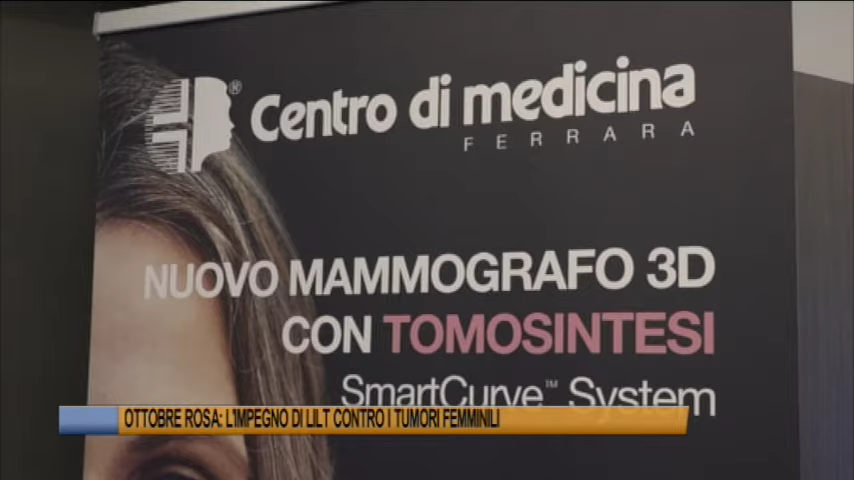 Centro di medicina®
FERRARA
NUOVO MAMMOGRAFO 3D
CON TOMOSINTESI
SmartCurve™ System
OTTOBRE ROSA: L'IMPEGNO DI LILT CONTRO I TUMORI FEMMINILI